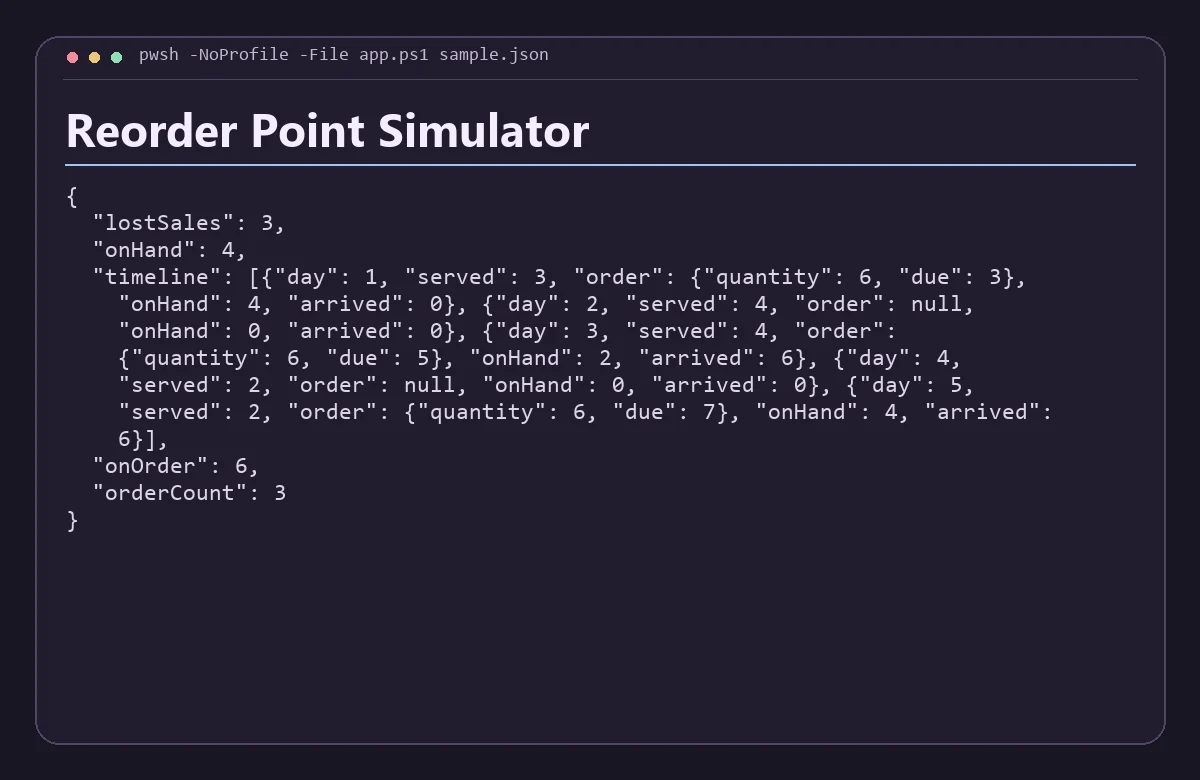 pwsh -NoProfile -File app.ps1 sample.json
Reorder Point Simulator
{
  "lostSales": 3,
  "onHand": 4,
  "timeline": [{"day": 1, "served": 3, "order": {"quantity": 6, "due": 3},
    "onHand": 4, "arrived": 0}, {"day": 2, "served": 4, "order": null,
    "onHand": 0, "arrived": 0}, {"day": 3, "served": 4, "order":
    {"quantity": 6, "due": 5}, "onHand": 2, "arrived": 6}, {"day": 4,
    "served": 2, "order": null, "onHand": 0, "arrived": 0}, {"day": 5,
    "served": 2, "order": {"quantity": 6, "due": 7}, "onHand": 4, "arrived":
    6}],
  "onOrder": 6,
  "orderCount": 3
}